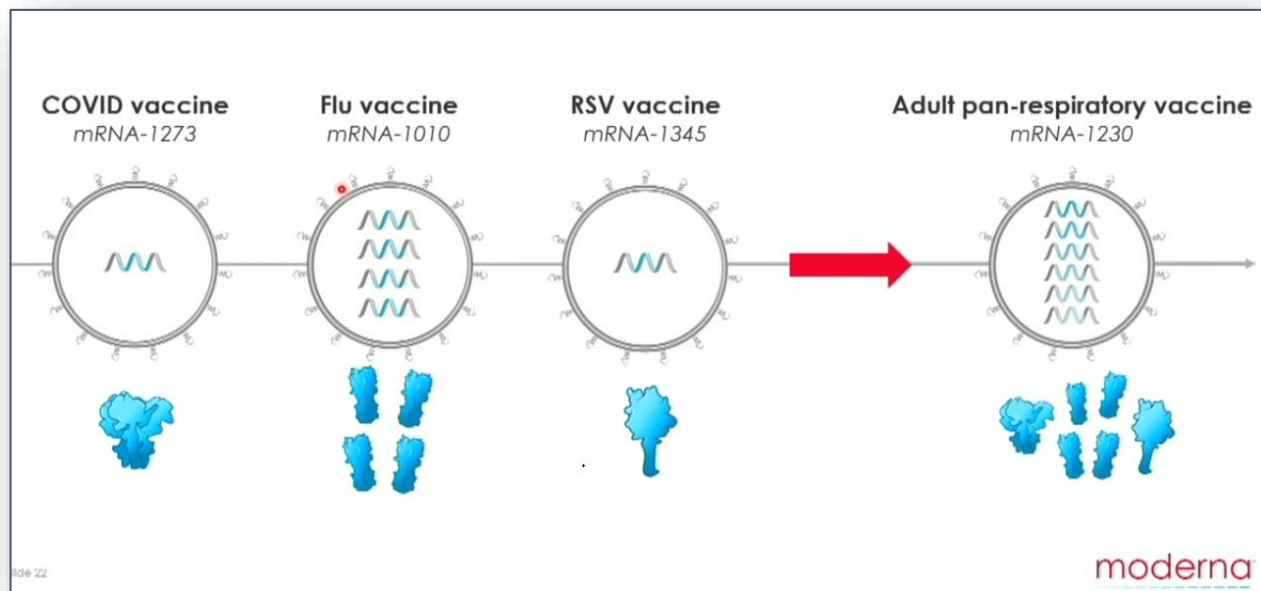 COVID vaccine
mRNA-1273
Flu vaccine
mRNA-1010
RSV vaccine
mRNA-1345
Adult pan-respiratory vaccine
mRNA-1230
lide 22
moderna